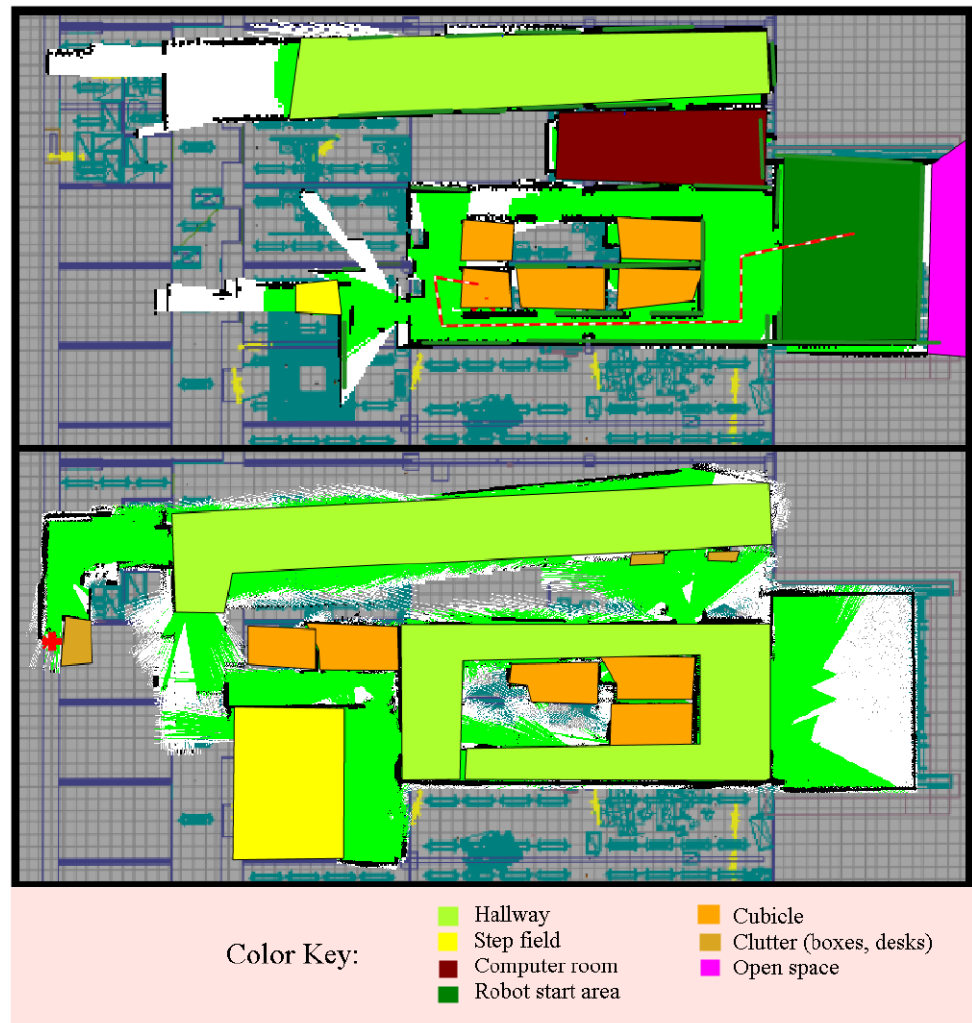 Color Key:
Hallway
Step field
Computer room
Robot start area
Cubicle
Clutter (boxes, desks)
Open space